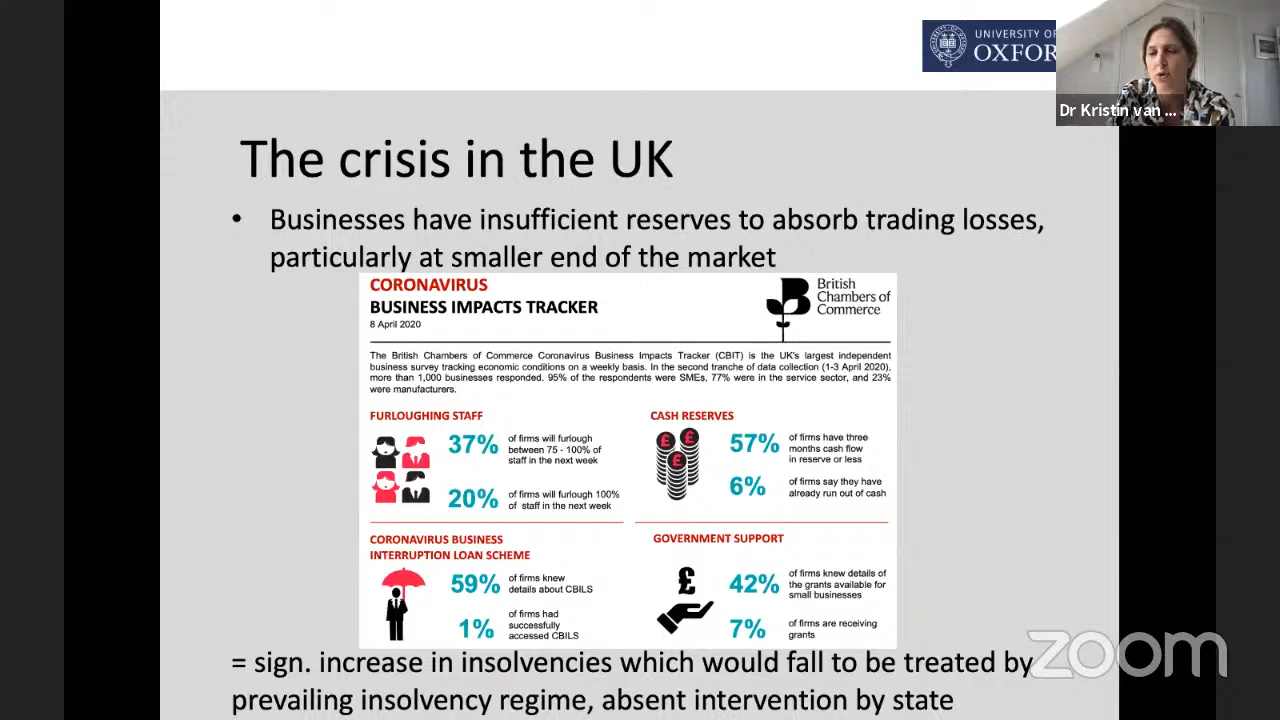 UNIVERSITY OF
OXFOR
Dr Kristin van ...
The crisis in the UK
• Businesses have insufficient reserves to absorb trading losses,
particularly at smaller end of the market
CORONAVIRUS
BUSINESS IMPACTS TRACKER
8 April 2020
British
Chambers of
Commerce
The British Chambers of Commerce Coronavirus Business Impacts Tracker (CBIT) is the UK's largest independent
business survey tracking economic conditions on a weekly basis. In the second tranche of data collection (1-3 April 2020),
more than 1,000 businesses responded. 95% of the respondents were SMEs, 77% were in the service sector, and 23%
were manufacturers.
FURLOUGHING STAFF
37%
of firms will furlough
between 75 - 100% of
staff in the next week
20%
of firms will furlough 100%
of staff in the next week
CASH RESERVES
£ £
£
57%
of firms have three
months cash flow
in reserve or less
6%
of firms say they have
already run out of cash
CORONAVIRUS BUSINESS
INTERRUPTION LOAN SCHEME
59%
of firms knew
details about CBILS
1%
of firms had
successfully
accessed CBILS
GOVERNMENT SUPPORT
£
42%
of firms knew details of
the grants available for
small businesses
7%
of firms are receiving
grants
= sign. increase in insolvencies which would fall to be treated by
prevailing insolvency regime, absent intervention by state
zoom